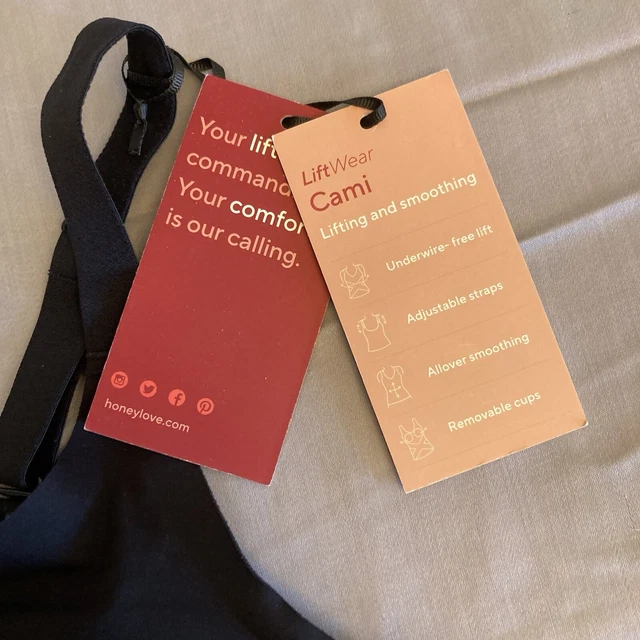 Your lift
command
Your comfor
is our calling.
honeylove.com
LiftWear
Cami
Lifting and smoothing
Underwire- free lift
Adjustable straps
Allover smoothing
Removable cups